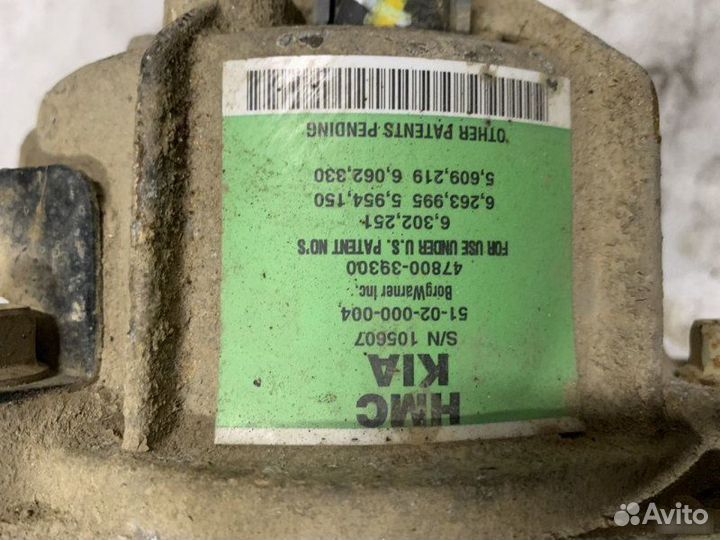 HMC
KIA
S/N 105607
51-02-000-004
BorgWarner Inc.
47800-39300
FOR USE UNDER U.S. PATENT NO'S
6,302,251
6,263,995 5,954,150
5,609,219 6,062,330
OTHER PATENTS PENDING
Avito